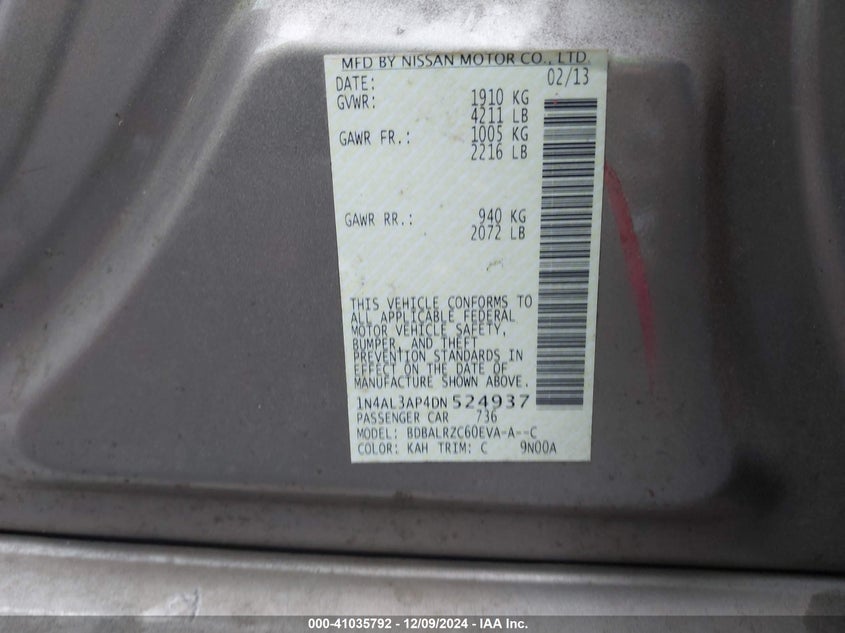 MFD BY NISSAN MOTOR CO., LTD.
DATE: 02/13
GVWR: 1910 KG
4211 LB
GAWR FR.: 1005 KG
2216 LB
GAWR RR.: 940 KG
2072 LB
THIS VEHICLE CONFORMS TO
ALL APPLICABLE FEDERAL
MOTOR VEHICLE SAFETY,
BUMPER, AND THEFT
PREVENTION STANDARDS IN
EFFECT ON THE DATE OF
MANUFACTURE SHOWN ABOVE.
1N4AL3AP4DN524937
PASSENGER CAR 736
MODEL: BDBALRZC60EVA-A--C
COLOR: KAH TRIM: C 9N00A
000-41035792 - 12/09/2024 - IAA Inc.